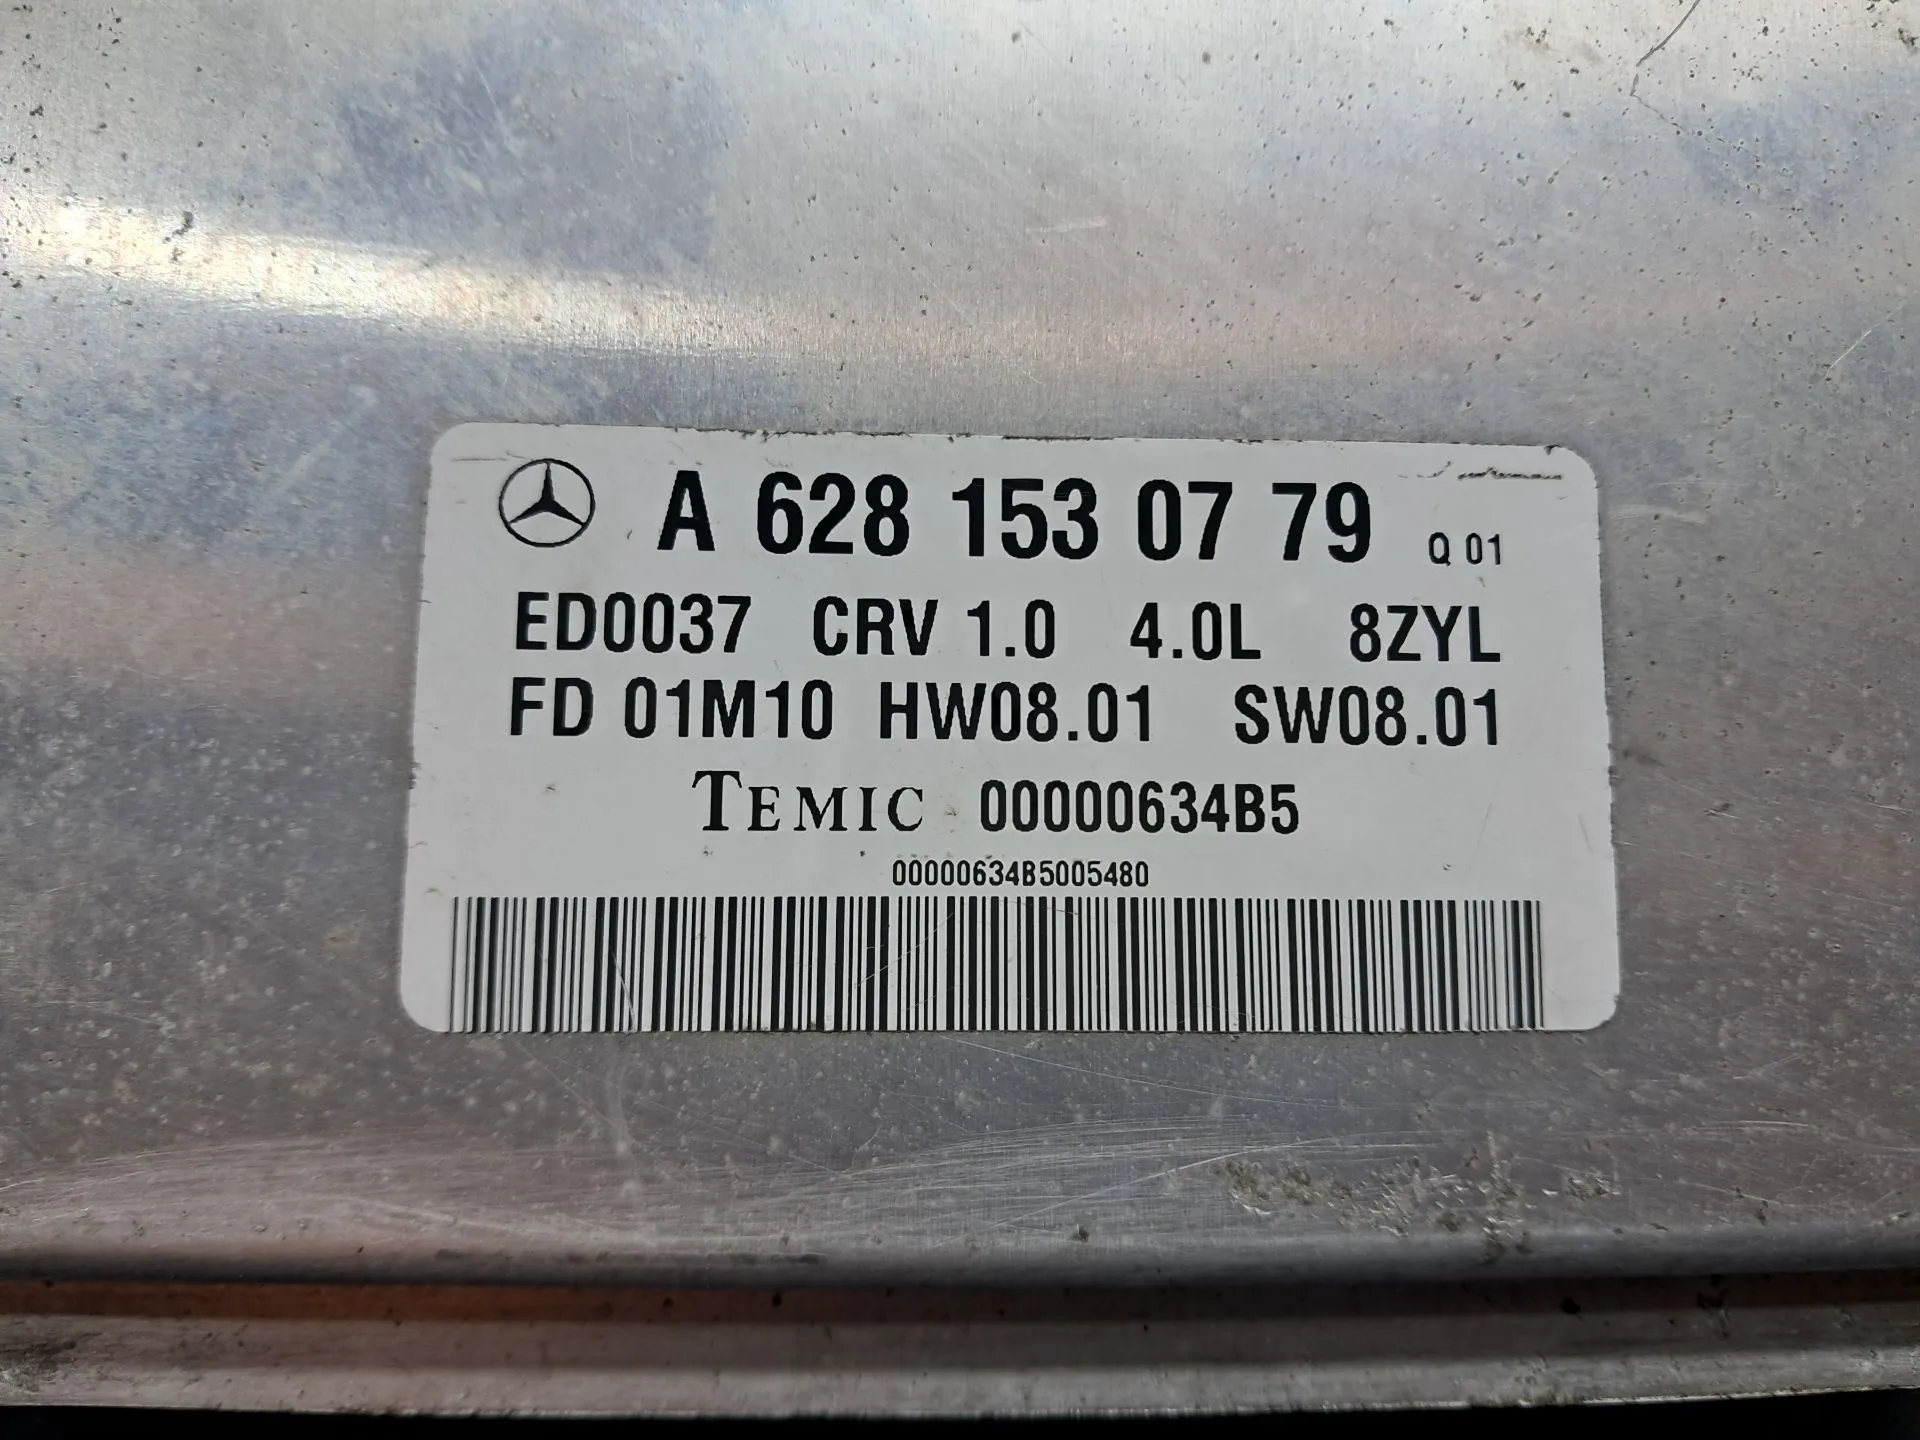 A 628 153 07 79 Q 01
ED0037 CRV 1.0 4.0L 8ZYL
FD 01M10 HW08.01 SW08.01
TEMIC 00000634B5
00000634B5005480